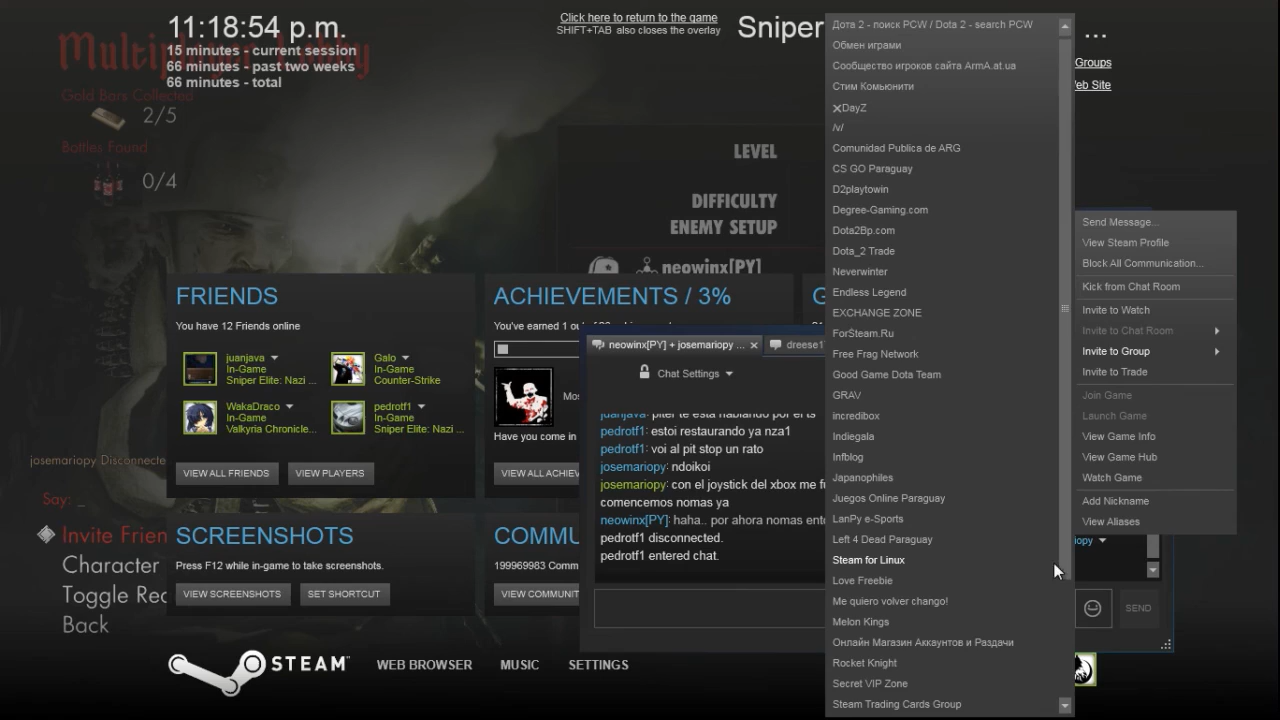 11:18:54 p.m.
15 minutes - current session
66 minutes - past two weeks
66 minutes - total
Click here to return to the game
SHIFT+TAB also closes the overlay
Sniper
...
Groups
Web Site
Gold Bars Collected
2/5
Bottles Found
0/4
LEVEL
DIFFICULTY
ENEMY SETUP
neowinx[PY]
FRIENDS
You have 12 Friends online
juanjava
In-Game
Sniper Elite: Nazi ...
Galo
In-Game
Counter-Strike
WakaDraco
In-Game
Valkyria Chronicle...
pedrotf1
In-Game
Sniper Elite: Nazi ...
VIEW ALL FRIENDS
VIEW PLAYERS
ACHIEVEMENTS / 3%
You've earned 1 ou
Mos
Have you come in
VIEW ALL ACHIEV
josemariopy Disconnecte
Say: _
Invite Frien
Character
Toggle Rea
Back
SCREENSHOTS
Press F12 while in-game to take screenshots.
VIEW SCREENSHOTS
SET SHORTCUT
COMMU
199969983 Comm
VIEW COMMUNIT
neowinx[PY] + josemariopy ...
dreese1
Chat Settings
juanjava: piter te esta hablando por el ts
pedrotf1: estoi restaurando ya nza1
pedrotf1: voi al pit stop un rato
josemariopy: ndoikoi
josemariopy: con el joystick del xbox me fu
comencemos nomas ya
neowinx[PY]: haha.. por ahora nomas ento
pedrotf1 disconnected.
pedrotf1 entered chat.
SEND
Дота 2 - поиск PCW / Dota 2 - search PCW
Обмен играми
Сообщество игроков сайта ArmA.at.ua
Стим Комьюнити
DayZ
/v/
Comunidad Publica de ARG
CS GO Paraguay
D2playtowin
Degree-Gaming.com
Dota2Bp.com
Dota_2 Trade
Neverwinter
Endless Legend
EXCHANGE ZONE
ForSteam.Ru
Free Frag Network
Good Game Dota Team
GRAV
incredibox
Indiegala
Infblog
Japanophiles
Juegos Online Paraguay
LanPy e-Sports
Left 4 Dead Paraguay
Steam for Linux
Love Freebie
Me quiero volver chango!
Melon Kings
Онлайн Магазин Аккаунтов и Раздачи
Rocket Knight
Secret VIP Zone
Steam Trading Cards Group
Send Message...
View Steam Profile
Block All Communication...
Kick from Chat Room
Invite to Watch
Invite to Chat Room
Invite to Group
Invite to Trade
Join Game
Launch Game
View Game Info
View Game Hub
Watch Game
Add Nickname
View Aliases
STEAM
WEB BROWSER
MUSIC
SETTINGS